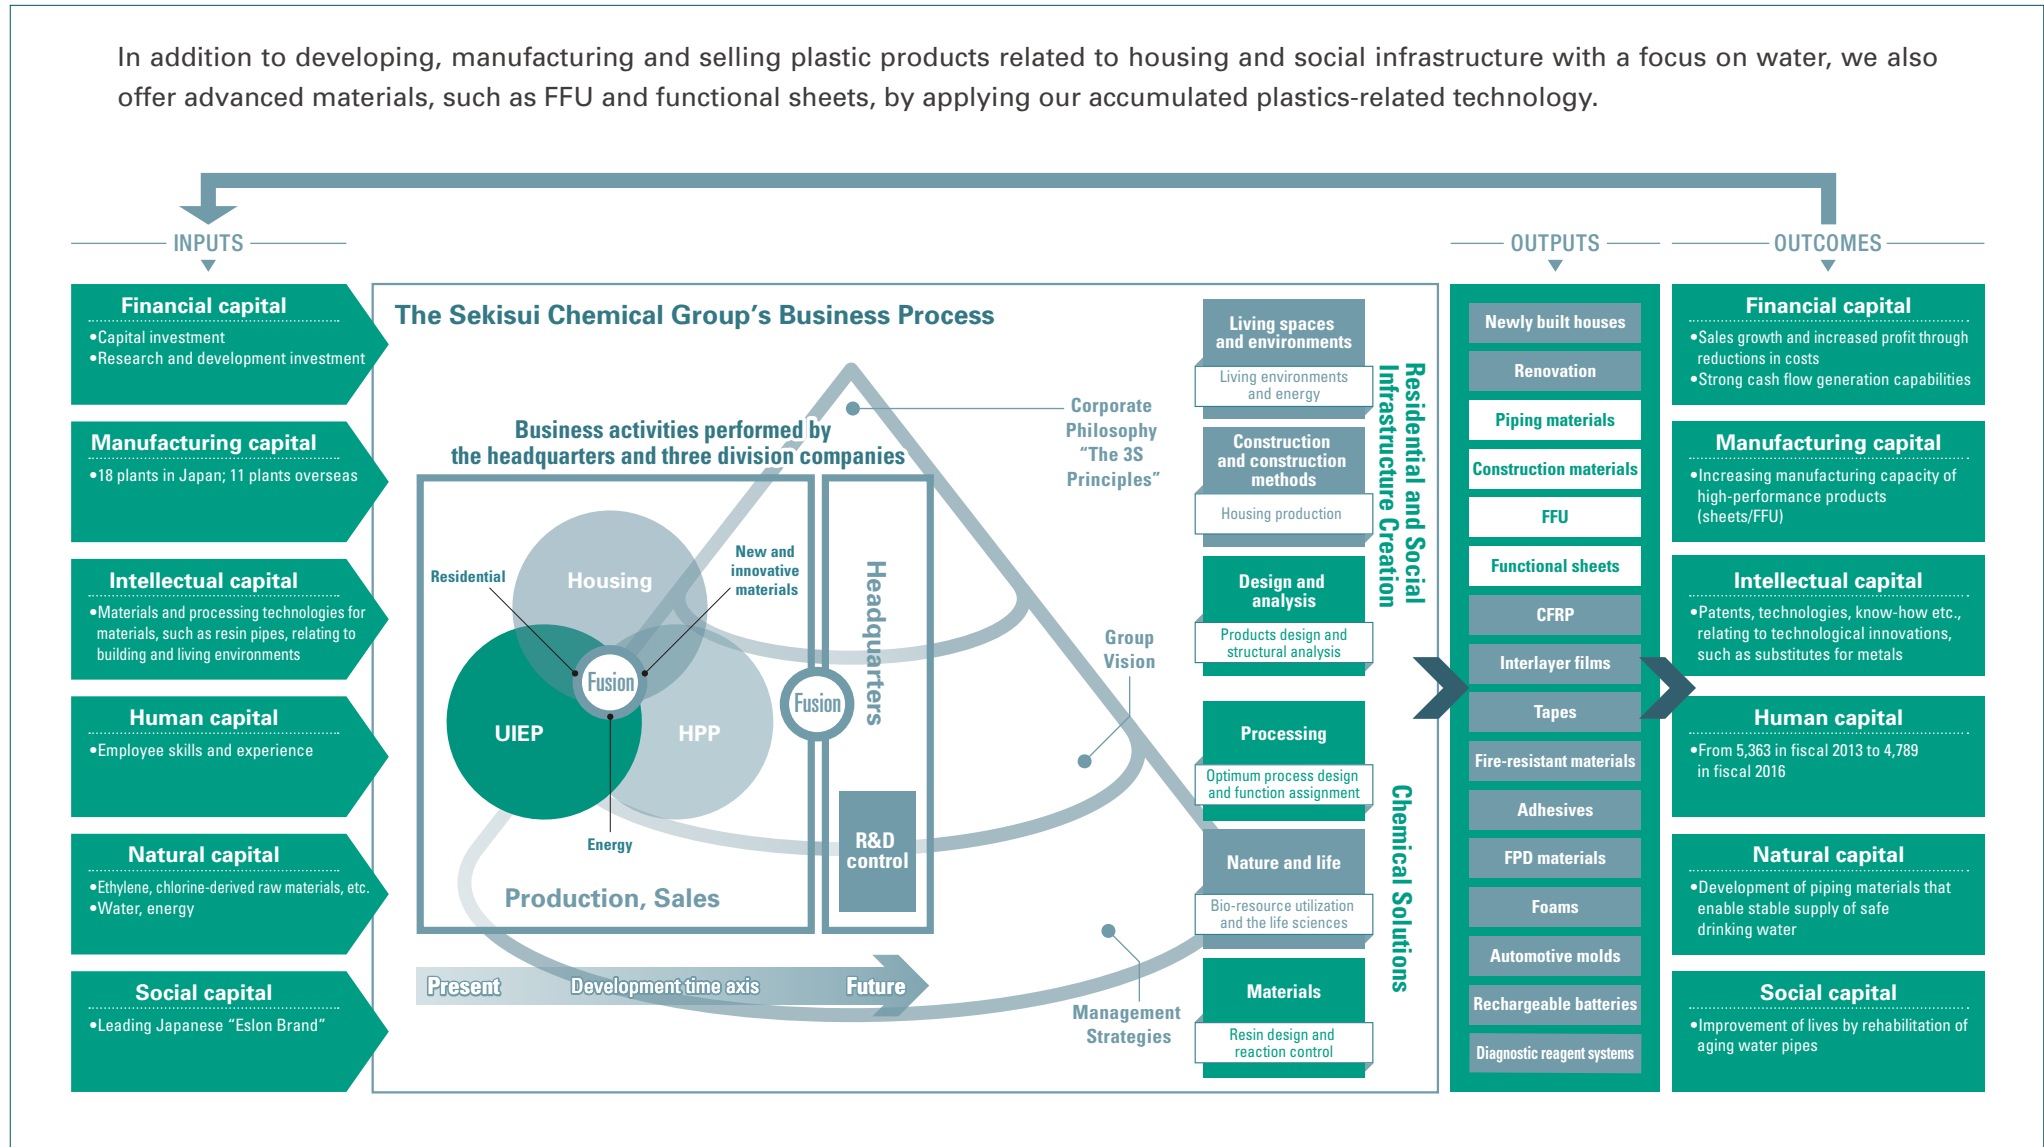 In addition to developing, manufacturing and selling plastic products related to housing and social infrastructure with a focus on water, we also
offer advanced materials, such as FFU and functional sheets, by applying our accumulated plastics-related technology.
INPUTS
Financial capital
•Capital investment
•Research and development investment
Manufacturing capital
•18 plants in Japan; 11 plants overseas
Intellectual capital
•Materials and processing technologies for
materials, such as resin pipes, relating to
building and living environments
Human capital
•Employee skills and experience
Natural capital
•Ethylene, chlorine-derived raw materials, etc.
•Water, energy
Social capital
•Leading Japanese “Eslon Brand”
The Sekisui Chemical Group’s Business Process
Business activities performed by
the headquarters and three division companies
Residential
Housing
New and
innovative
materials
Fusion
UIEP
HPP
Energy
Production, Sales
Fusion
Headquarters
R&D
control
Present
Development time axis
Future
Corporate
Philosophy
“The 3S
Principles”
Group
Vision
Management
Strategies
Living spaces
and environments
Living environments
and energy
Construction
and construction
methods
Housing production
Design and
analysis
Products design and
structural analysis
Processing
Optimum process design
and function assignment
Nature and life
Bio-resource utilization
and the life sciences
Materials
Resin design and
reaction control
Residential and Social
Infrastructure Creation
Chemical Solutions
OUTPUTS
Newly built houses
Renovation
Piping materials
Construction materials
FFU
Functional sheets
CFRP
Interlayer films
Tapes
Fire-resistant materials
Adhesives
FPD materials
Foams
Automotive molds
Rechargeable batteries
Diagnostic reagent systems
OUTCOMES
Financial capital
•Sales growth and increased profit through
reductions in costs
•Strong cash flow generation capabilities
Manufacturing capital
•Increasing manufacturing capacity of
high-performance products
(sheets/FFU)
Intellectual capital
•Patents, technologies, know-how etc.,
relating to technological innovations,
such as substitutes for metals
Human capital
•From 5,363 in fiscal 2013 to 4,789
in fiscal 2016
Natural capital
•Development of piping materials that
enable stable supply of safe
drinking water
Social capital
•Improvement of lives by rehabilitation of
aging water pipes